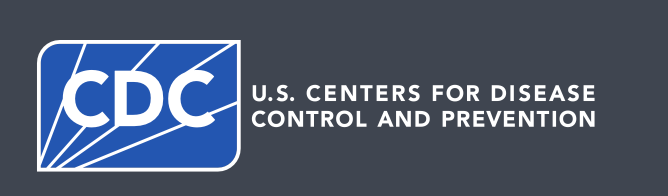 CDC
U.S. CENTERS FOR DISEASE
CONTROL AND PREVENTION